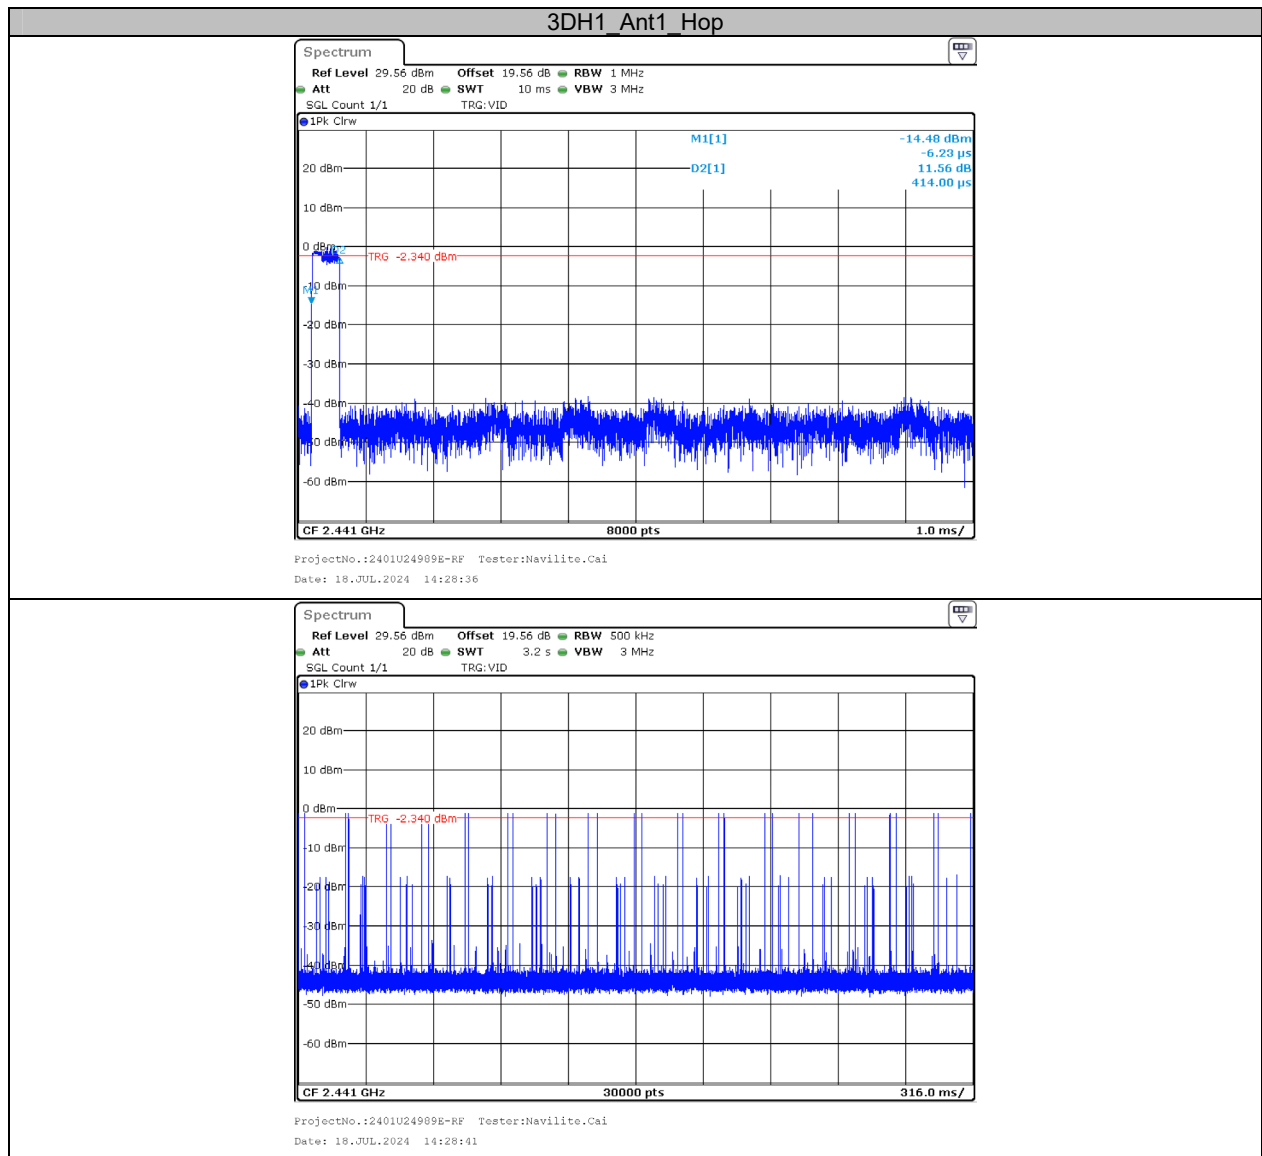 3DH1_Ant1_Hop
Spectrum
Ref Level 29.56 dBm Offset 19.56 dB RBW 1 MHz
Att 20 dB SWT 10 ms VBW 3 MHz
SGL Count 1/1 TRG:VID
1Pk Clrw
M1[1] -14.48 dBm
-6.23 µs
20 dBm D2[1] 11.56 dB
414.00 µs
10 dBm
0 dBm
D2
TRG -2.340 dBm
-10 dBm
M1
-20 dBm
-30 dBm
-40 dBm
-50 dBm
-60 dBm
CF 2.441 GHz 8000 pts 1.0 ms/
ProjectNo.:2401U24989E-RF Tester:Navilite.Cai
Date: 18.JUL.2024 14:28:36
Spectrum
Ref Level 29.56 dBm Offset 19.56 dB RBW 500 kHz
Att 20 dB SWT 3.2 s VBW 3 MHz
SGL Count 1/1 TRG:VID
1Pk Clrw
20 dBm
10 dBm
0 dBm
TRG -2.340 dBm
-10 dBm
-20 dBm
-30 dBm
-40 dBm
-50 dBm
-60 dBm
CF 2.441 GHz 30000 pts 316.0 ms/
ProjectNo.:2401U24989E-RF Tester:Navilite.Cai
Date: 18.JUL.2024 14:28:41